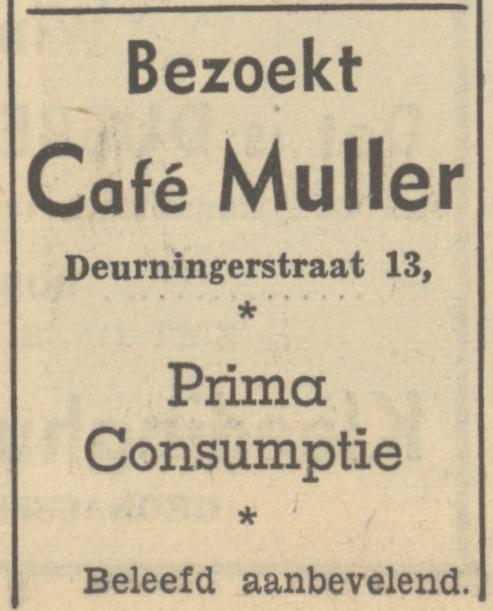 Bezoekt
Café Muller
Deurningerstraat 13,
*
Prima
Consumptie
*
Beleefd aanbevelend.